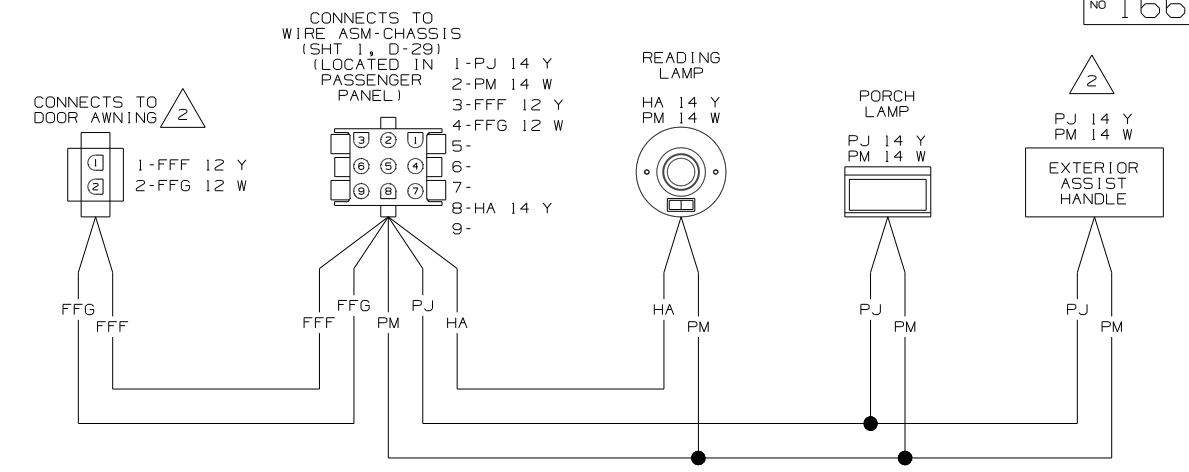 NO 166
CONNECTS TO
WIRE ASM-CHASSIS
(SHT 1, D-29)
(LOCATED IN
PASSENGER
PANEL)
1-PJ 14 Y
2-PM 14 W
3-FFF 12 Y
4-FFG 12 W
5-
6-
7-
8-HA 14 Y
9-
3 2 1
6 5 4
9 8 7
CONNECTS TO
DOOR AWNING 2
1
2
1-FFF 12 Y
2-FFG 12 W
READING
LAMP
HA 14 Y
PM 14 W
PORCH
LAMP
PJ 14 Y
PM 14 W
2
PJ 14 Y
PM 14 W
EXTERIOR
ASSIST
HANDLE
FFG
FFF
FFF
FFG
PM
PJ
HA
HA
PM
PJ
PM
PJ
PM